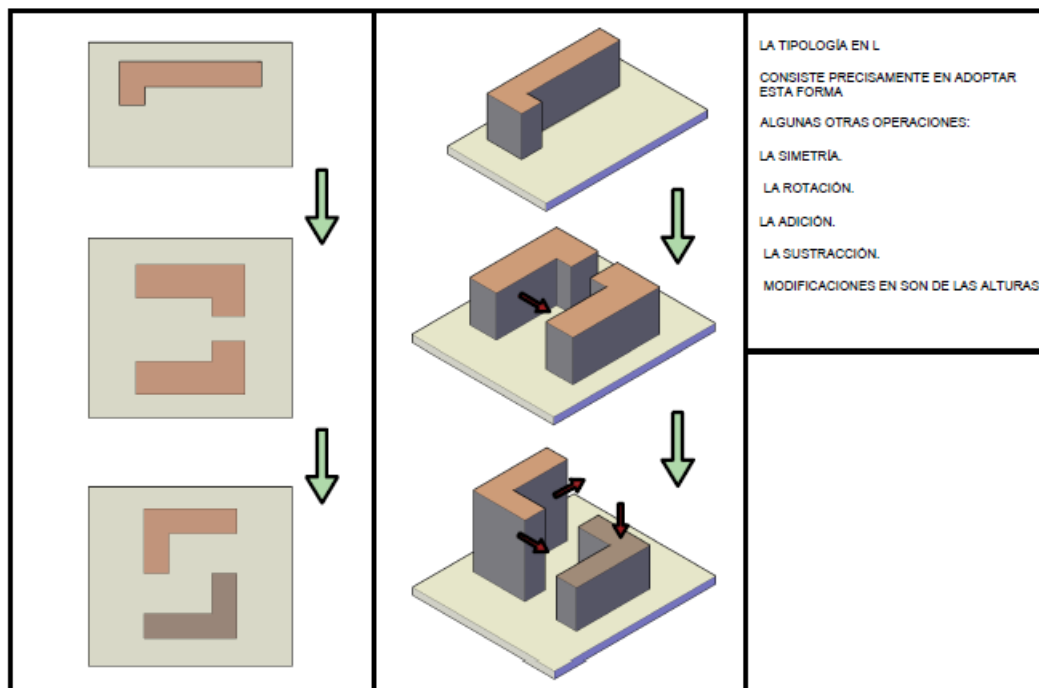 LA TIPOLOGÍA EN L
CONSISTE PRECISAMENTE EN ADOPTAR
ESTA FORMA
ALGUNAS OTRAS OPERACIONES:
LA SIMETRÍA.
LA ROTACIÓN.
LA ADICIÓN.
LA SUSTRACCIÓN.
MODIFICACIONES EN SON DE LAS ALTURAS